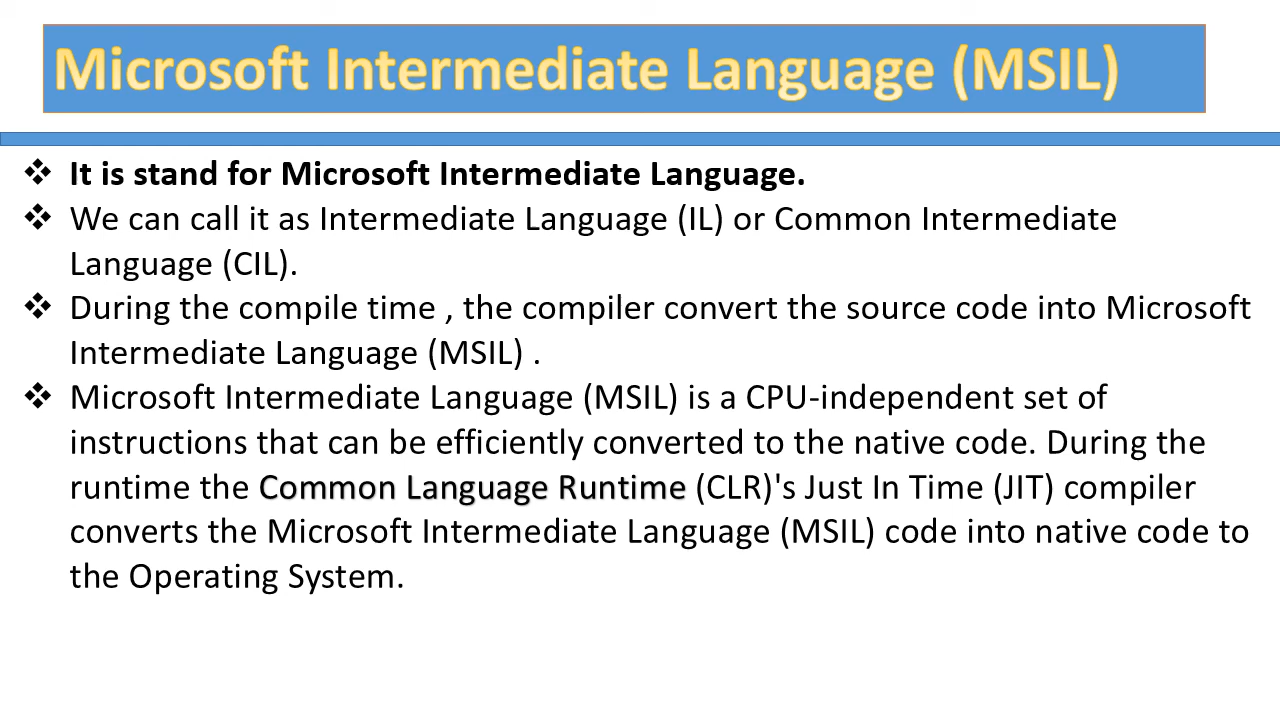 Microsoft Intermediate Language (MSIL)
❖ It is stand for Microsoft Intermediate Language.
❖ We can call it as Intermediate Language (IL) or Common Intermediate
Language (CIL).
❖ During the compile time , the compiler convert the source code into Microsoft
Intermediate Language (MSIL) .
❖ Microsoft Intermediate Language (MSIL) is a CPU-independent set of
instructions that can be efficiently converted to the native code. During the
runtime the Common Language Runtime (CLR)'s Just In Time (JIT) compiler
converts the Microsoft Intermediate Language (MSIL) code into native code to
the Operating System.